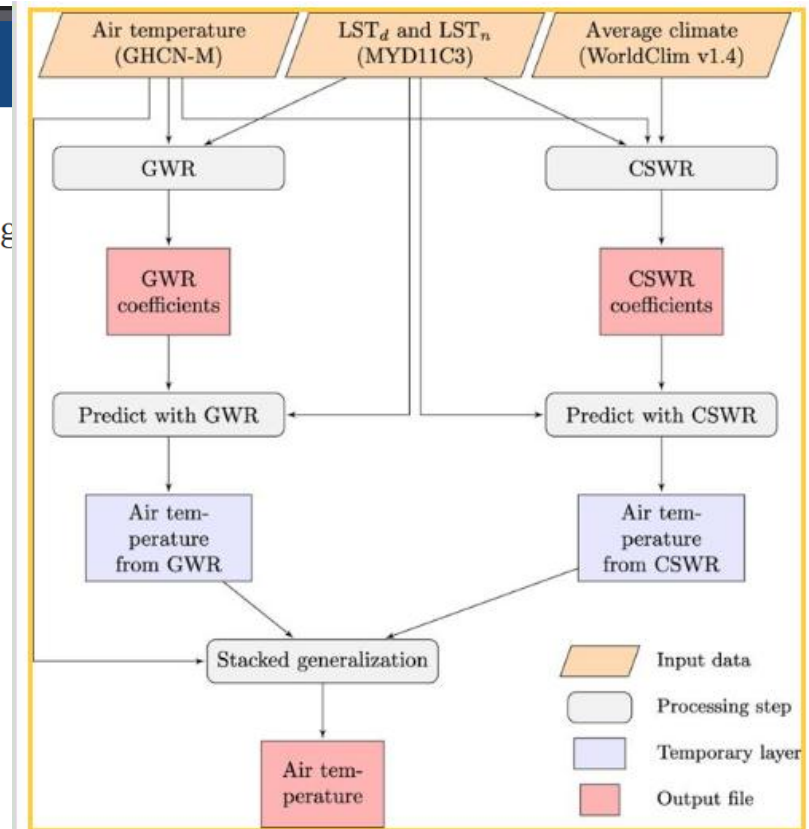 Air temperature
(GHCN-M)
LST_d and LST_n
(MYD11C3)
Average climate
(WorldClim v1.4)
GWR
CSWR
g
GWR
coefficients
CSWR
coefficients
Predict with GWR
Predict with CSWR
Air tem-
perature
from GWR
Air tem-
perature
from CSWR
Stacked generalization
Air tem-
perature
Input data
Processing step
Temporary layer
Output file